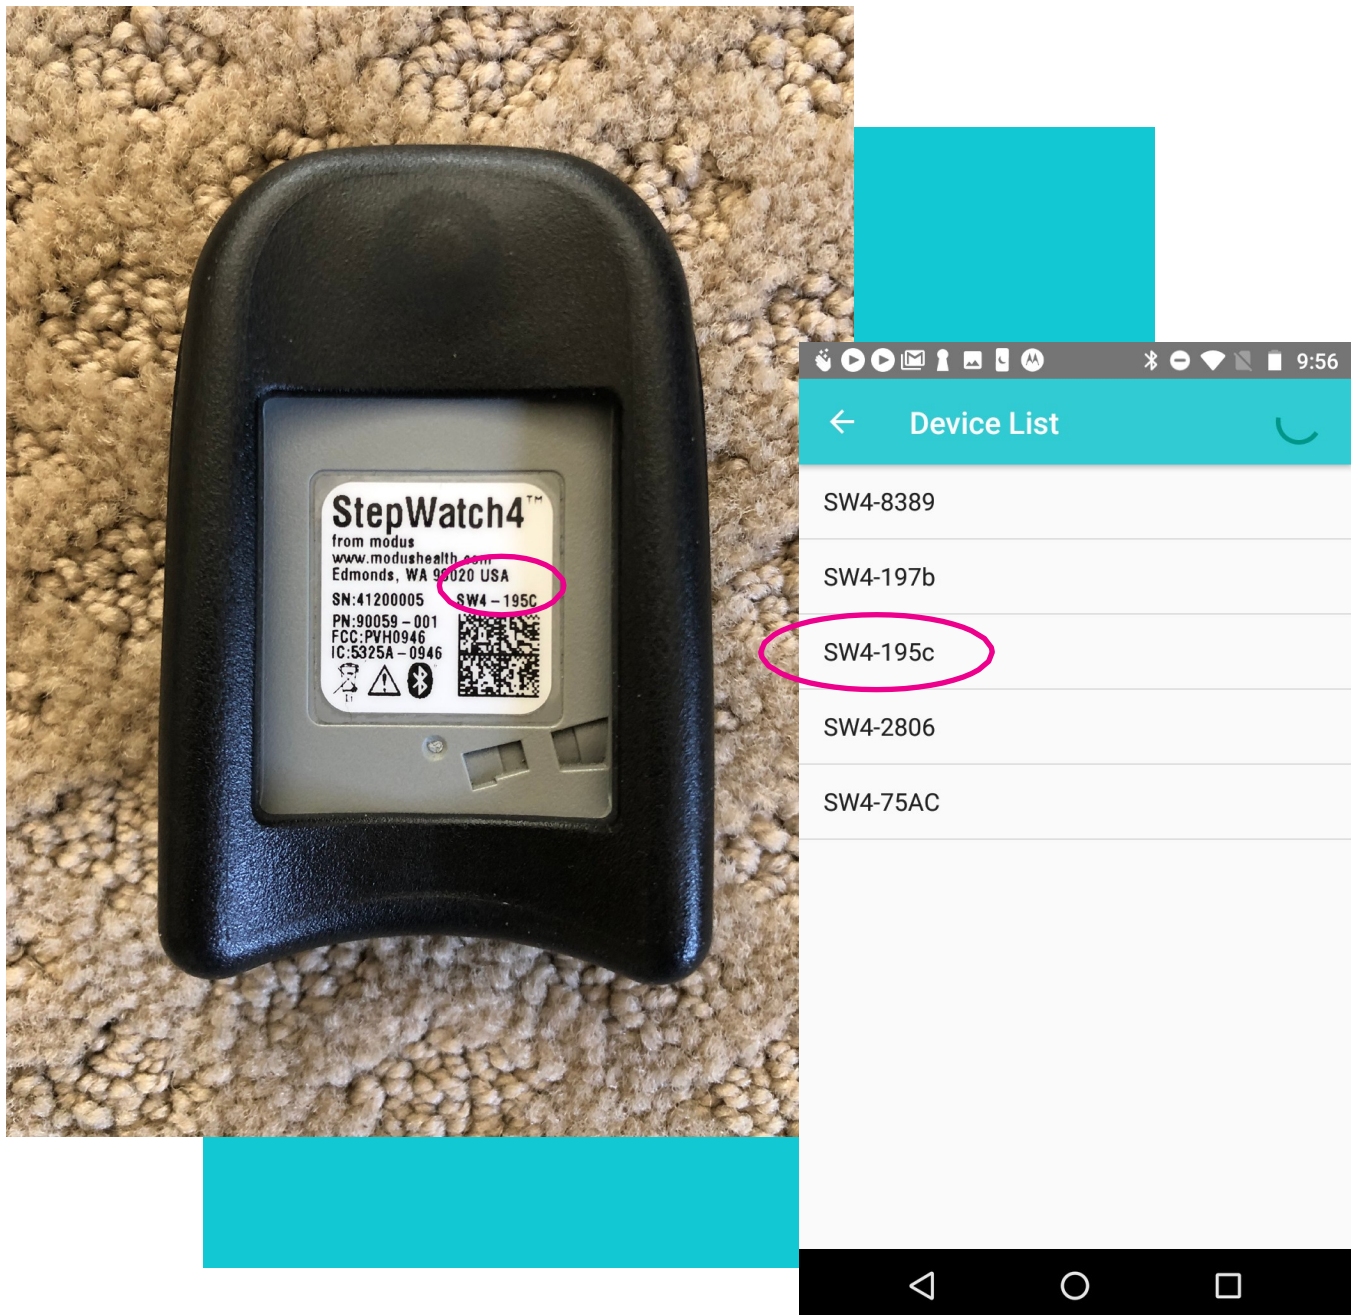 StepWatch4™
from modus
www.modushealth.com
Edmonds, WA 98020 USA
SN:41200005 SW4-195C
PN:90059-001
FCC:PVH0946
IC:5325A-0946
9:56
Device List
SW4-8389
SW4-197b
SW4-195c
SW4-2806
SW4-75AC